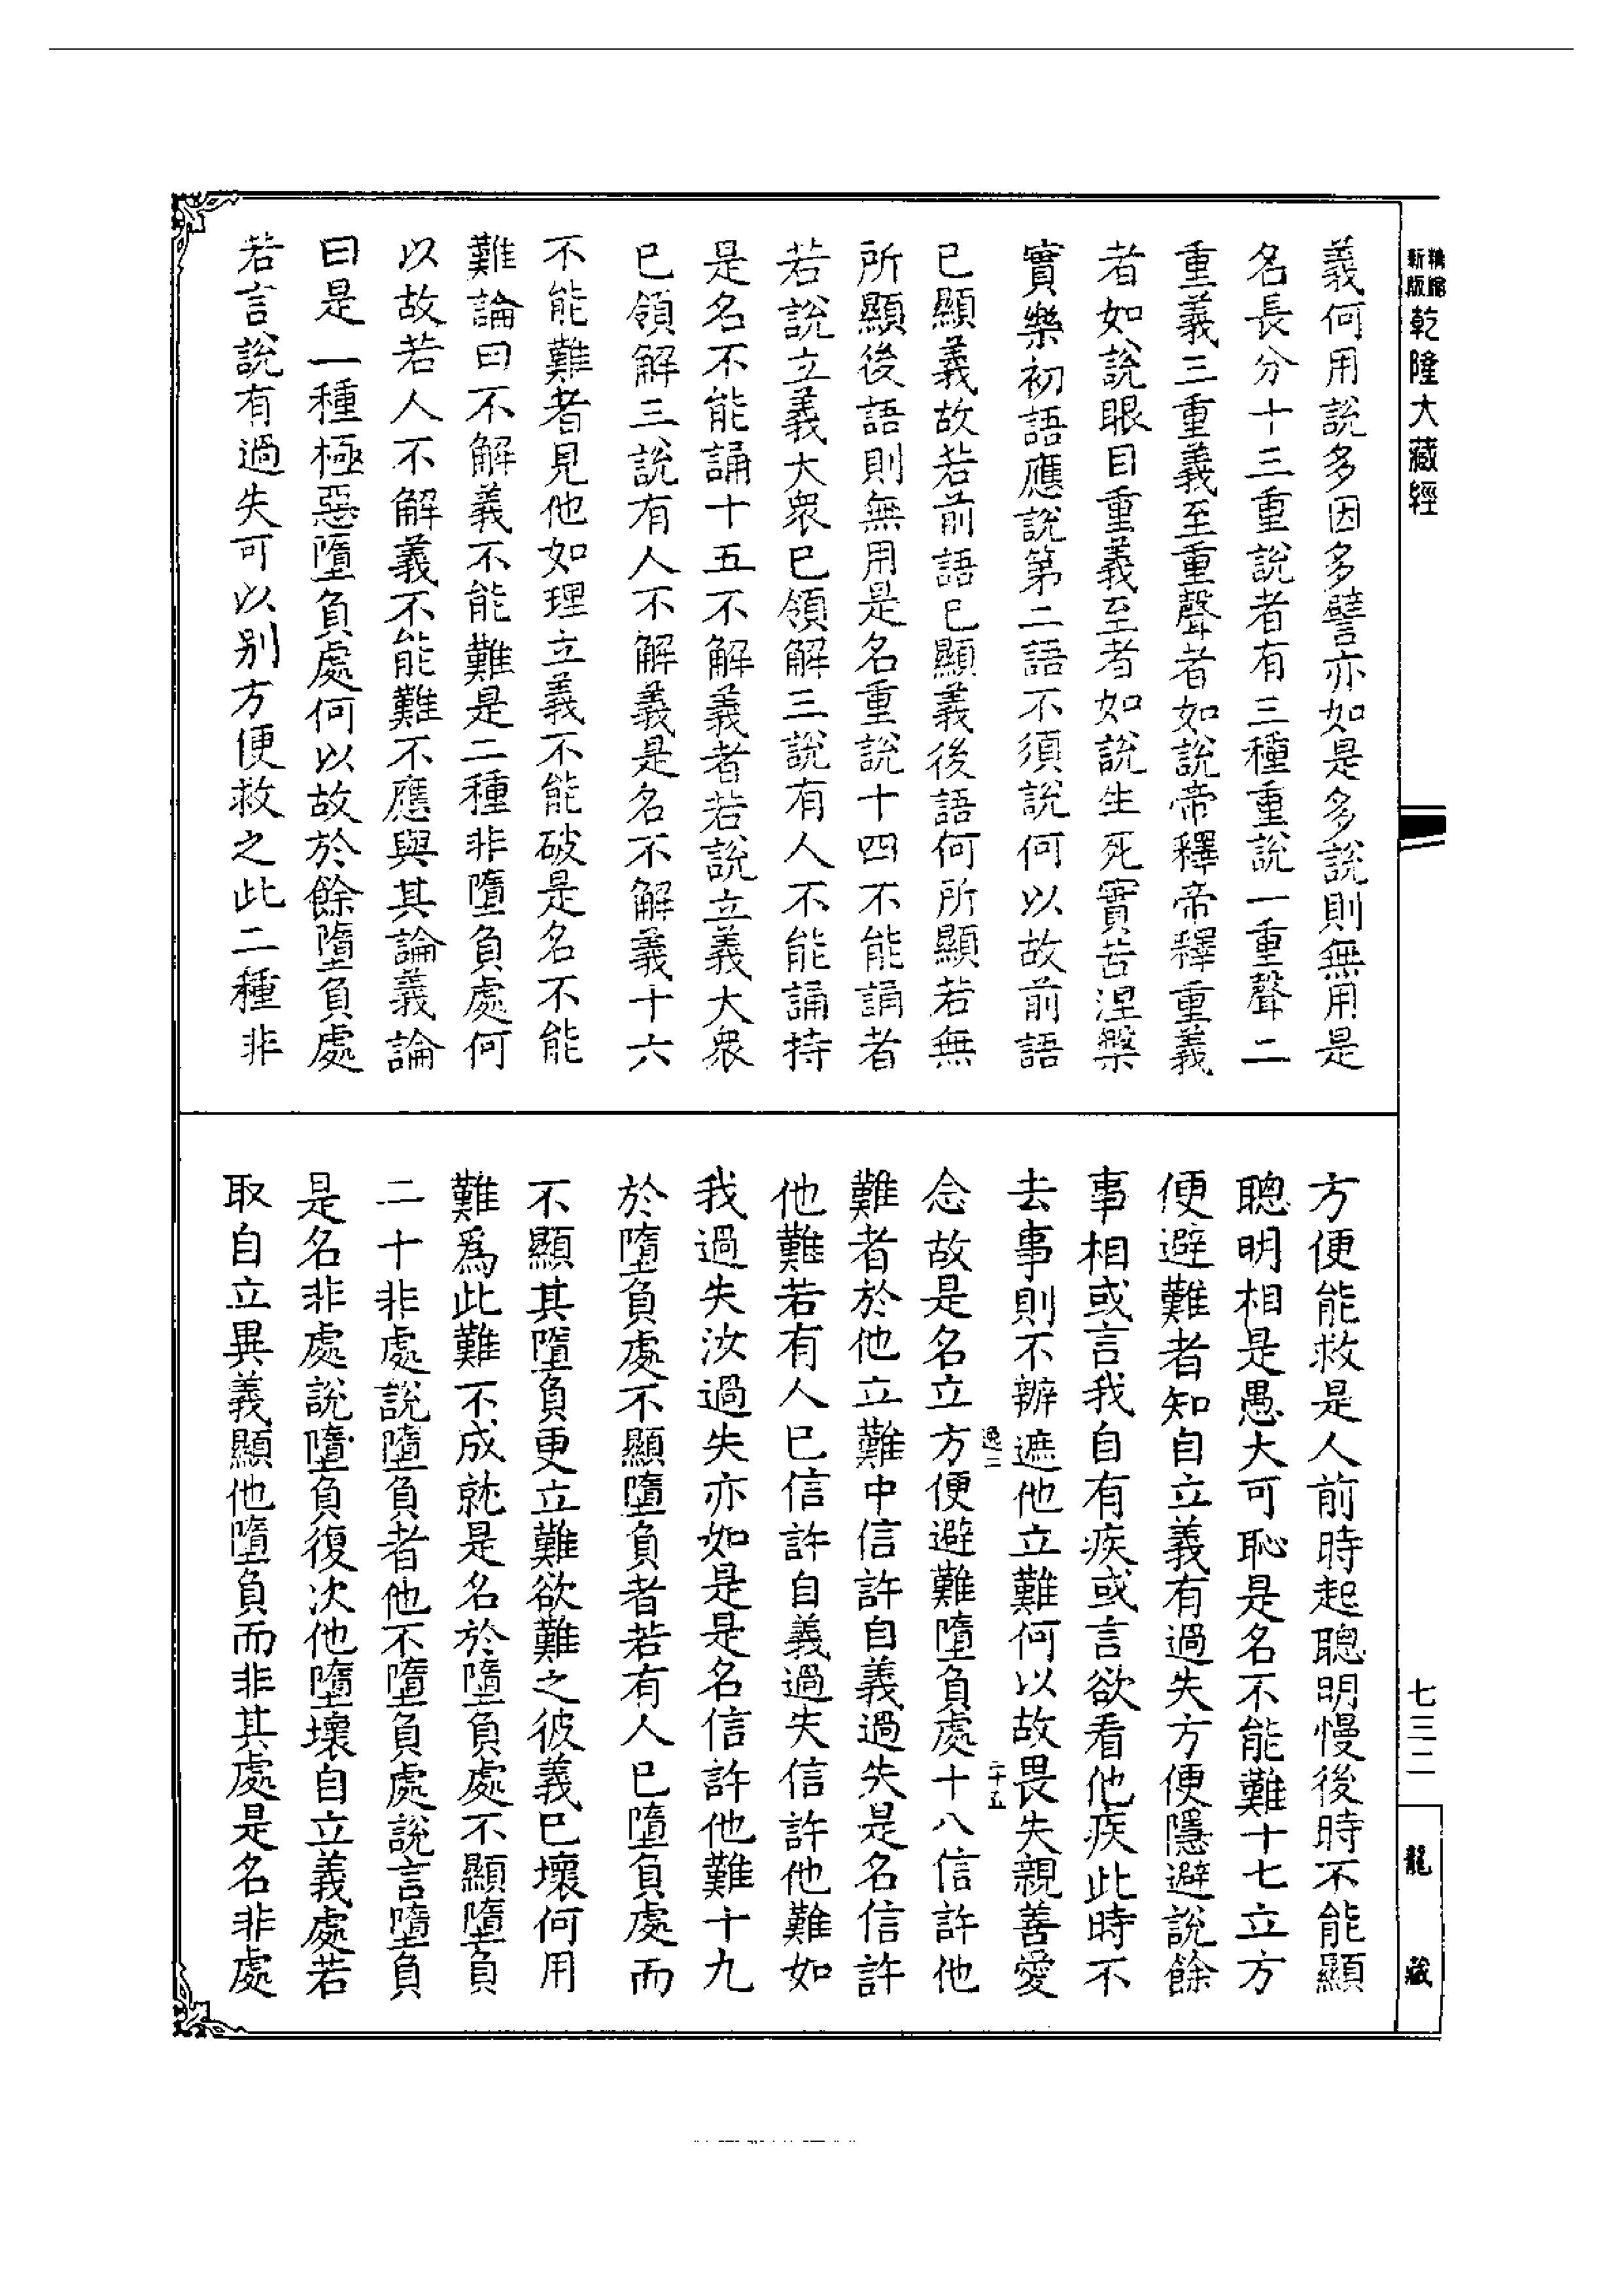 新版精縮乾隆大藏經
義何用說多因多譬亦如是多說則無用是
名長分十三重說者有三種重說一重聲二
重義三重義至重聲者如說帝釋帝釋重義
者如說眼目重義至者如說生死實苦涅槃
實樂初語應說第二語不須說何以故前語
已顯義故若前語已顯義後語何所顯若無
所顯後語則無用是名重說十四不能誦者
若說立義大眾已領解三說有人不能誦持
是名不能誦十五不解義者若說立義大眾
已領解三說有人不解義是名不解義十六
不能難者見他如理立義不能破是名不能
難論曰不解義不能難是二種非墮負處何
以故若人不解義不能難不應與其論義論
曰是一種極惡墮負處何以故於餘墮負處
若言說有過失可以別方便救之此二種非
方便能救是人前時起聰明慢後時不能顯
聰明相是愚大可恥是名不能難十七立方
便避難者知自立義有過失方便隱避說餘
事相或言我自有疾或言欲看他疾此時不
去事則不辦遮他立難何以故畏失親善愛
逸二 二十五
念故是名立方便避難墮負處十八信許他
難者於他立難中信許自義過失是名信許
他難若有人已信許自義過失信許他難如
我過失汝過失亦如是是名信許他難十九
於墮負處不顯墮負者若有人已墮負處而
不顯其墮負更立難欲難之彼義已壞何用
難為此難不成就是名於墮負處不顯墮負
二十非處說墮負者他不墮負處說言墮負
是名非處說墮負復次他墮壞自立義處若
取自立異義顯他墮負而非其處是名非處
七三二
龍藏